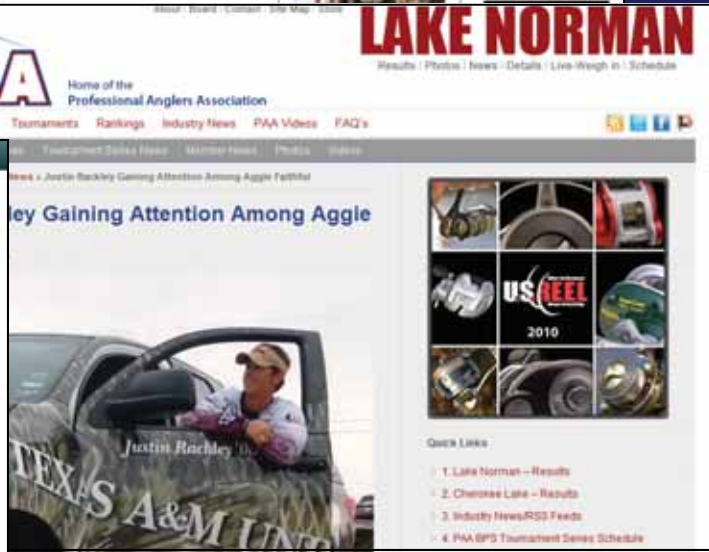 About | Board | Contact | Site Map | Store
LAKE NORMAN
Results | Photos | News | Details | Live-Weigh in | Schedule
A
Home of the
Professional Anglers Association
Tournaments Rankings Industry News PAA Videos FAQ's
Tournament Series News Member News Photos Videos
News » Justin Rackley Gaining Attention Among Aggie Faithful
ley Gaining Attention Among Aggie
US REEL
2010
Justin Rackley
TEXAS A&M UNI
Quick Links
1. Lake Norman – Results
2. Cherokee Lake – Results
3. Industry News/RSS Feeds
4. PAA BPS Tournament Series Schedule